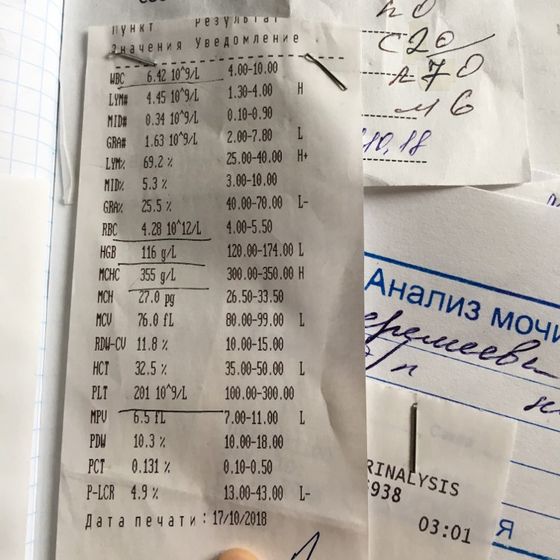 Пункт Результат
Значения Уведомление
WBC 6.42 10^9/L 4.00-10.00
LYM# 4.45 10^9/L 1.30-4.00 H
MID# 0.34 10^9/L 0.10-0.90
GRA# 1.63 10^9/L 2.00-7.80 L
LYM% 69.2 % 25.00-40.00 H+
MID% 5.3 % 3.00-10.00
GRA% 25.5 % 40.00-70.00 L-
RBC 4.28 10^12/L 4.00-5.50
HGB 116 g/L 120.00-174.00 L
MCHC 355 g/L 300.00-350.00 H
MCH 27.0 pg 26.50-33.50
MCV 76.0 fL 80.00-99.00 L
RDW-CV 11.8 % 10.00-15.00
HCT 32.5 % 35.00-50.00 L
PLT 201 10^9/L 100.00-300.00
MPV 6.5 fL 7.00-11.00 L
PDW 10.3 % 10.00-18.00
PCT 0.131 % 0.10-0.50
P-LCR 4.9 % 13.00-43.00 L-
Дата печати: 17/10/2018
п 0
с 20
л 70
м 6
10,18
Анализ мочи
RINALYSIS
6938
03:01
Я